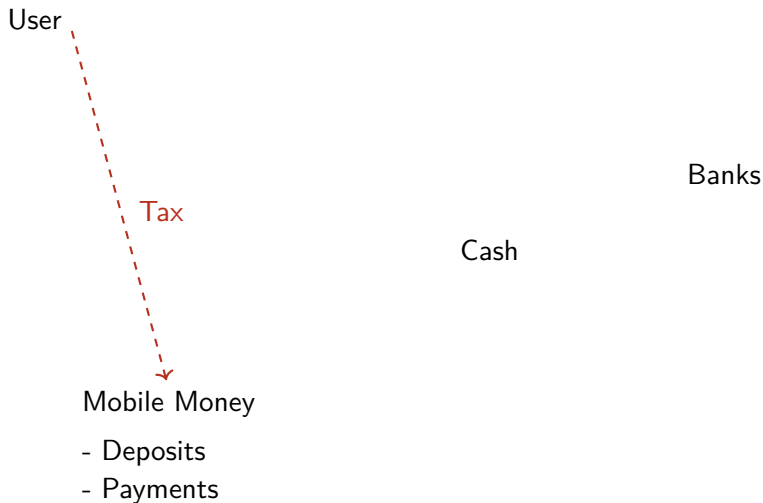 User
Banks
Tax
Cash
Mobile Money
- Deposits
- Payments